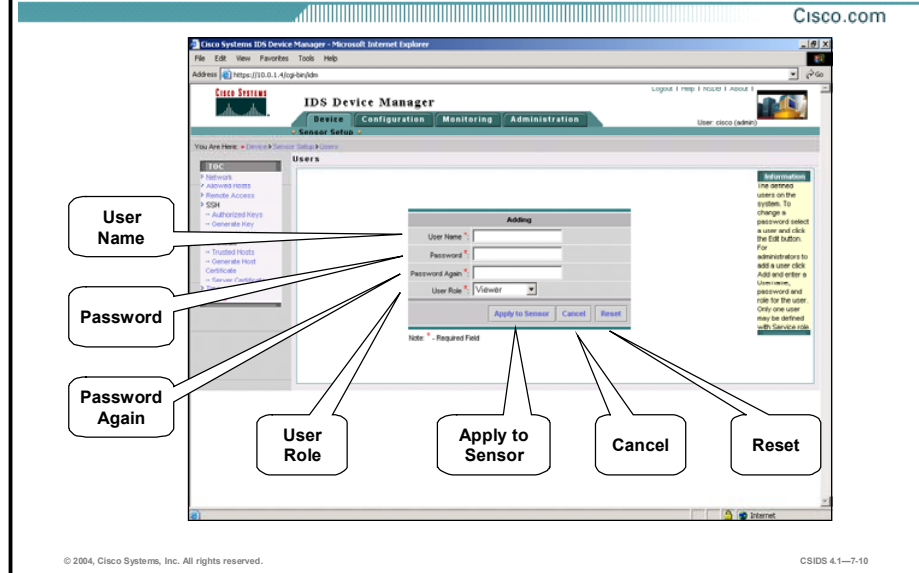 Cisco.com
Cisco Systems IDS Device Manager - Microsoft Internet Explorer
File Edit View Favorites Tools Help
Address https://10.0.1.4/cgi-bin/idm
Go
CISCO SYSTEMS
IDS Device Manager
Logout | Help | NSDB | About |
Device Configuration Monitoring Administration
User: cisco (admin)
Sensor Setup
You Are Here: Device Sensor Setup Users
TOC
Network
Allowed Hosts
Remote Access
SSH
Authorized Keys
Generate Key
Trusted Hosts
Generate Host
Certificate
Server Certificate
Users
Adding
User Name *:
Password *:
Password Again *:
User Role *: Viewer
Apply to Sensor Cancel Reset
Note: * - Required Field
Information
The defined
users on the
system. To
change a
password select
a user and click
the Edit button.
For
administrators to
add a user click
Add and enter a
Username,
password and
role for the user.
Only one user
may be defined
with Service role.
User
Name
Password
Password
Again
User
Role
Apply to
Sensor
Cancel
Reset
Internet
© 2004, Cisco Systems, Inc. All rights reserved.
CSIDS 4.1—7-10